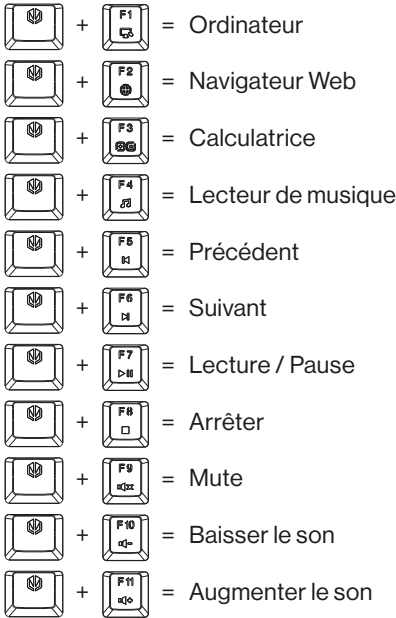 + F1 = Ordinateur
+ F2 = Navigateur Web
+ F3 = Calculatrice
+ F4 = Lecteur de musique
+ F5 = Précédent
+ F6 = Suivant
+ F7 = Lecture / Pause
+ F8 = Arrêter
+ F9 = Mute
+ F10 = Baisser le son
+ F11 = Augmenter le son